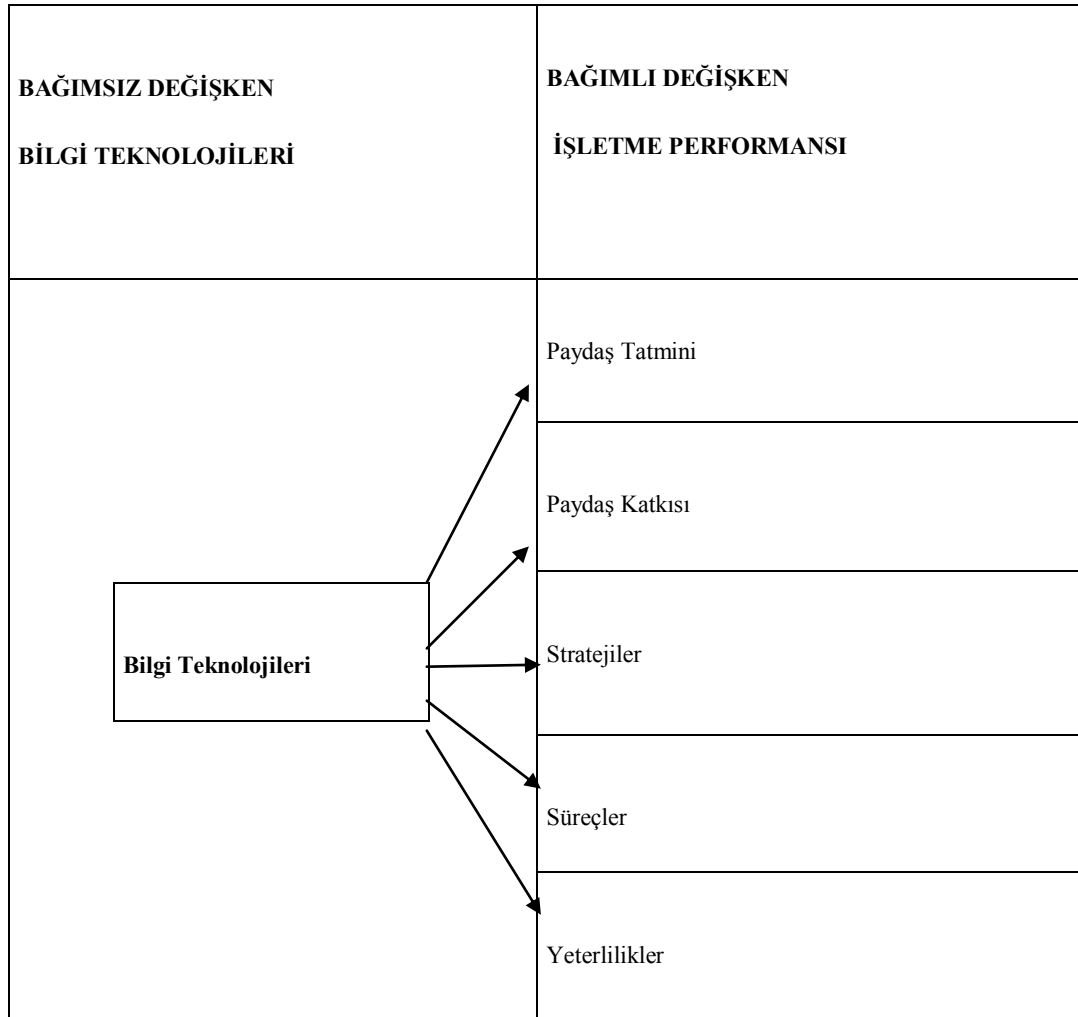 BAĞIMSIZ DEĞİŞKEN
BİLGİ TEKNOLOJİLERİ
BAĞIMLI DEĞİŞKEN
İŞLETME PERFORMANSI
Bilgi Teknolojileri
Paydaş Tatmini
Paydaş Katkısı
Stratejiler
Süreçler
Yeterlilikler